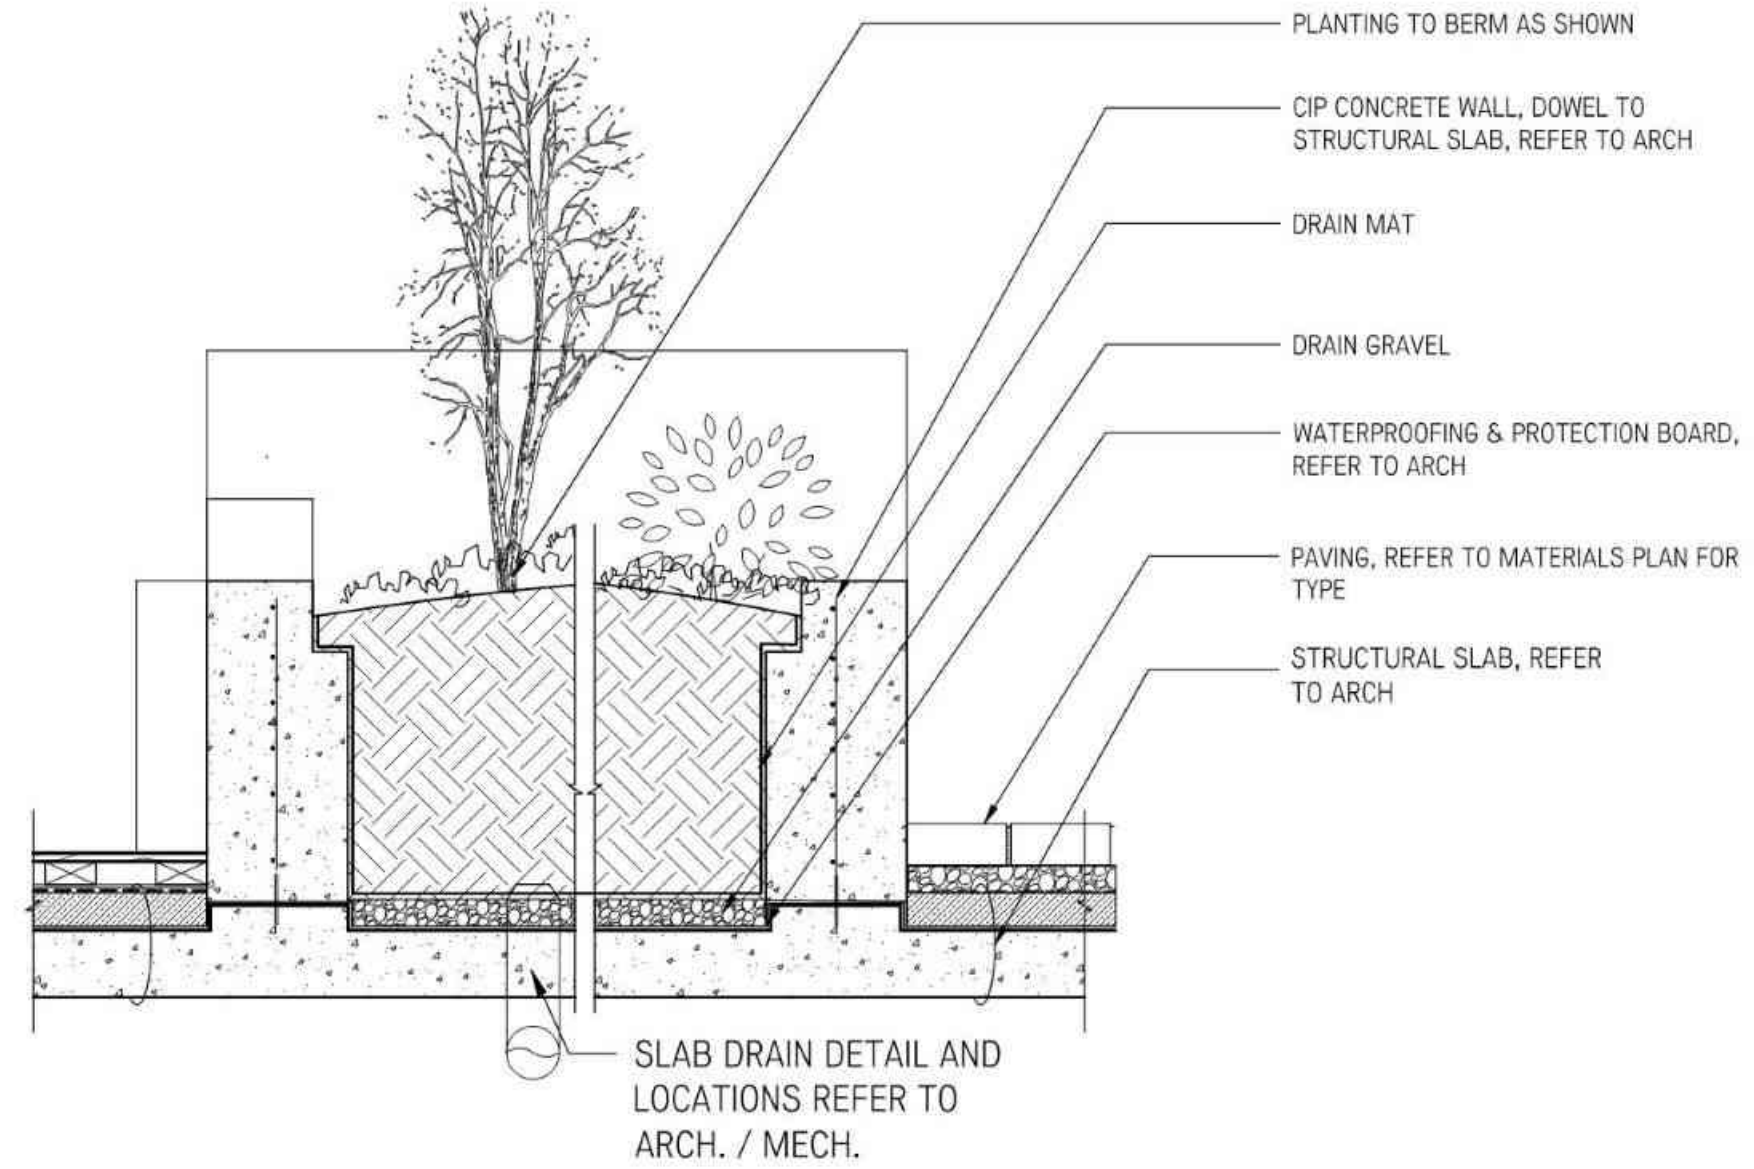 PLANTING TO BERM AS SHOWN
CIP CONCRETE WALL, DOWEL TO
STRUCTURAL SLAB, REFER TO ARCH
DRAIN MAT
DRAIN GRAVEL
WATERPROOFING & PROTECTION BOARD,
REFER TO ARCH
PAVING, REFER TO MATERIALS PLAN FOR
TYPE
STRUCTURAL SLAB, REFER
TO ARCH
SLAB DRAIN DETAIL AND
LOCATIONS REFER TO
ARCH. / MECH.